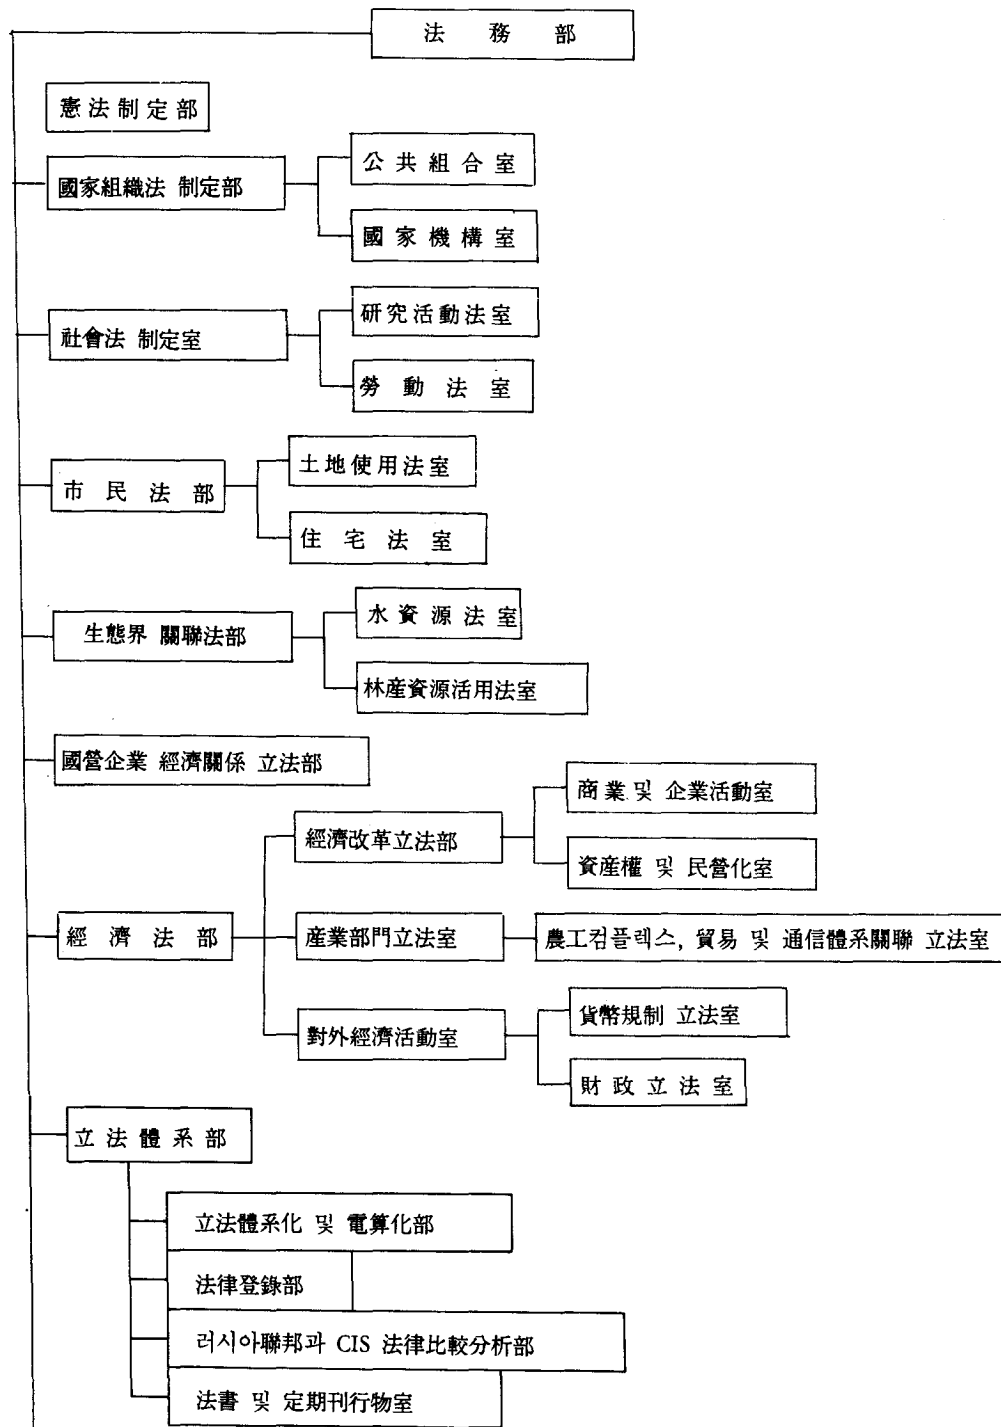 法 務 部
憲法制定部
國家組織法 制定部
公共組合室
國家機構室
社會法 制定室
研究活動法室
勞動法室
市民法部
土地使用法室
住宅法室
生態界 關聯法部
水資源法室
林産資源活用法室
國營企業 經濟關係 立法部
經濟法部
經濟改革立法部
商業 및 企業活動室
資産權 및 民營化室
産業部門立法室
農工컴플렉스, 貿易 및 通信體系關聯 立法室
對外經濟活動室
貨幣規制 立法室
財政立法室
立法體系部
立法體系化 및 電算化部
法律登錄部
러시아聯邦과 CIS 法律比較分析部
法書 및 定期刊行物室